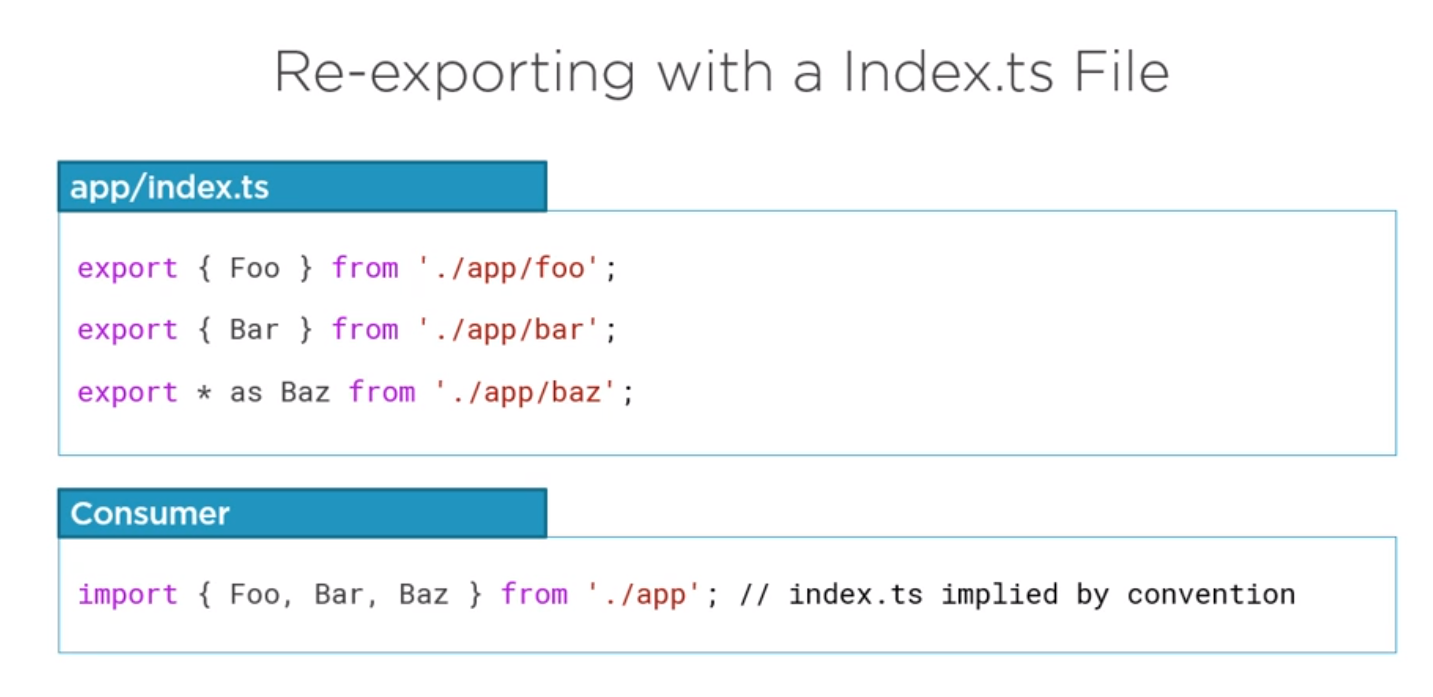 Re-exporting with a Index.ts File
app/index.ts
export { Foo } from './app/foo';
export { Bar } from './app/bar';
export * as Baz from './app/baz';
Consumer
import { Foo, Bar, Baz } from './app'; // index.ts implied by convention